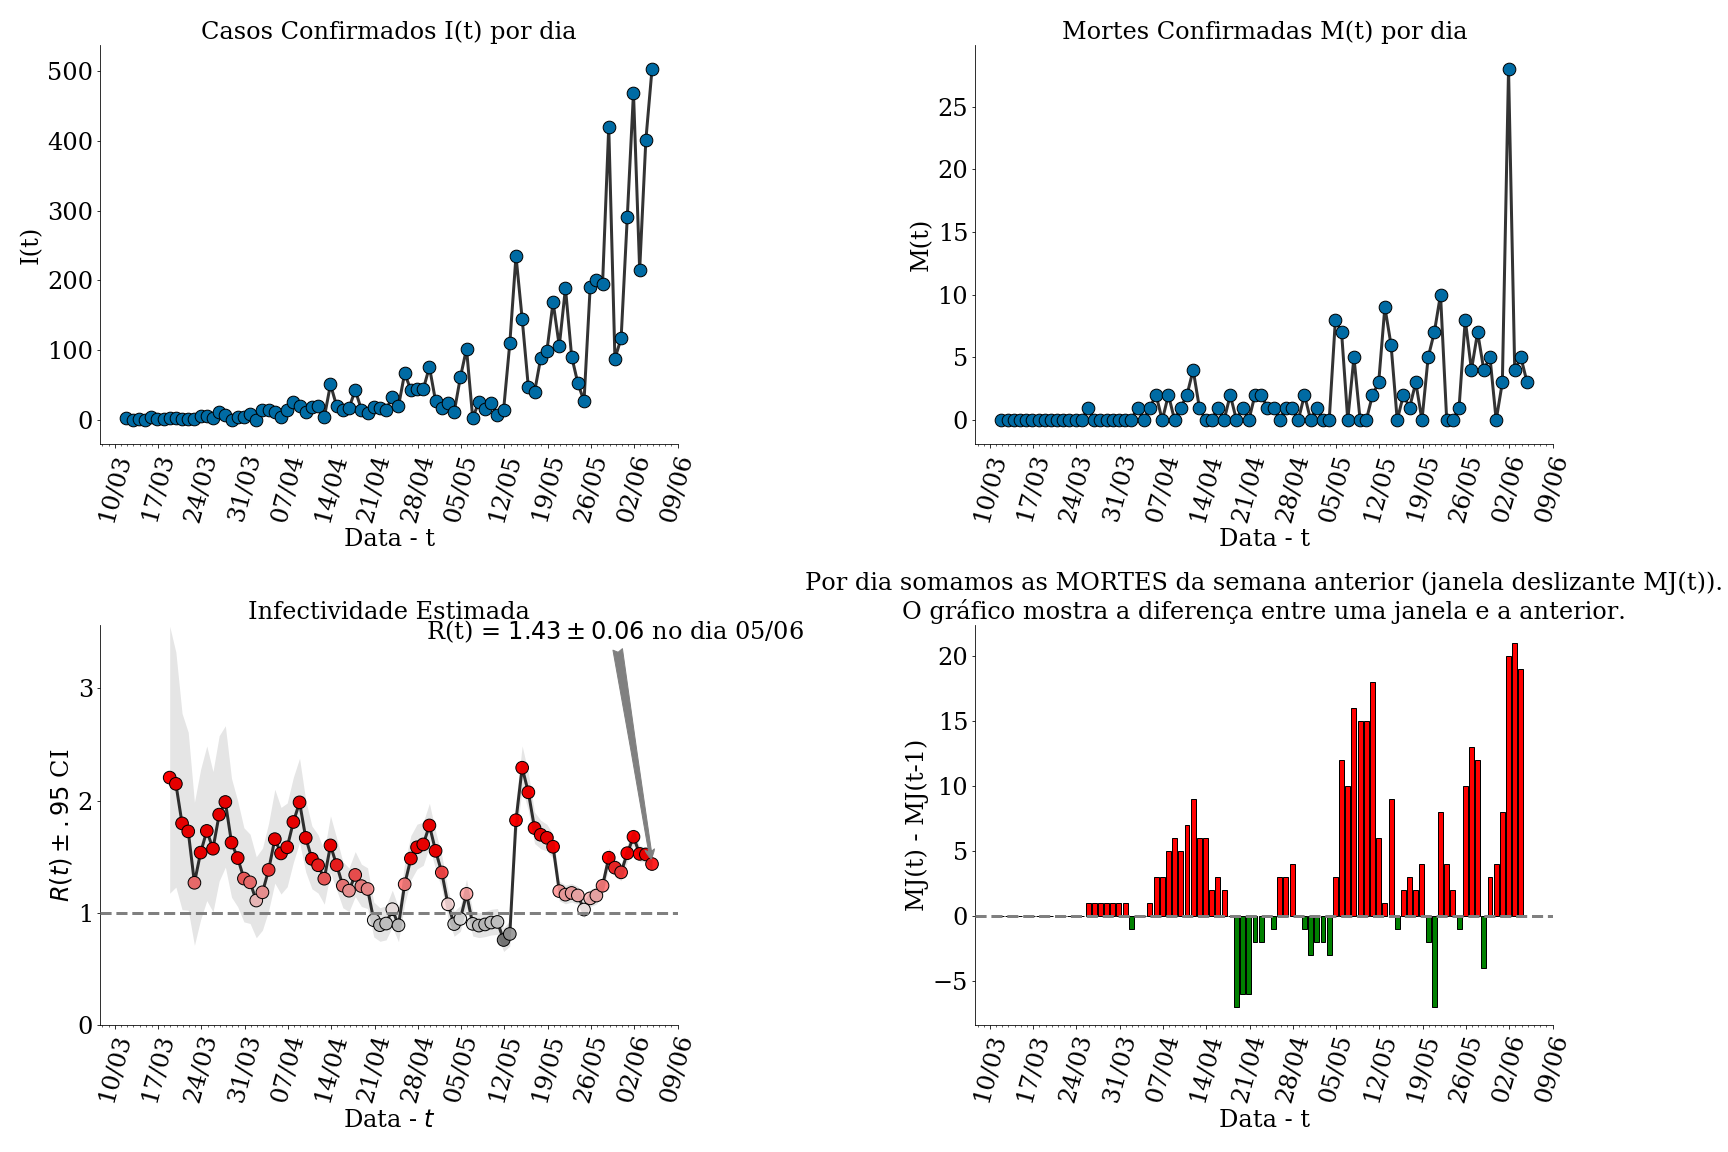 Casos Confirmados I(t) por dia
I(t)
500
400
300
200
100
0
10/03 17/03 24/03 31/03 07/04 14/04 21/04 28/04 05/05 12/05 19/05 26/05 02/06 09/06
Data - t
Mortes Confirmadas M(t) por dia
M(t)
25
20
15
10
5
0
10/03 17/03 24/03 31/03 07/04 14/04 21/04 28/04 05/05 12/05 19/05 26/05 02/06 09/06
Data - t
Infectividade Estimada
R(t) = 1.43 ± 0.06 no dia 05/06
R(t) ± .95 CI
3
2
1
0
10/03 17/03 24/03 31/03 07/04 14/04 21/04 28/04 05/05 12/05 19/05 26/05 02/06 09/06
Data - t
Por dia somamos as MORTES da semana anterior (janela deslizante MJ(t)).
O gráfico mostra a diferença entre uma janela e a anterior.
MJ(t) - MJ(t-1)
20
15
10
5
0
−5
10/03 17/03 24/03 31/03 07/04 14/04 21/04 28/04 05/05 12/05 19/05 26/05 02/06 09/06
Data - t